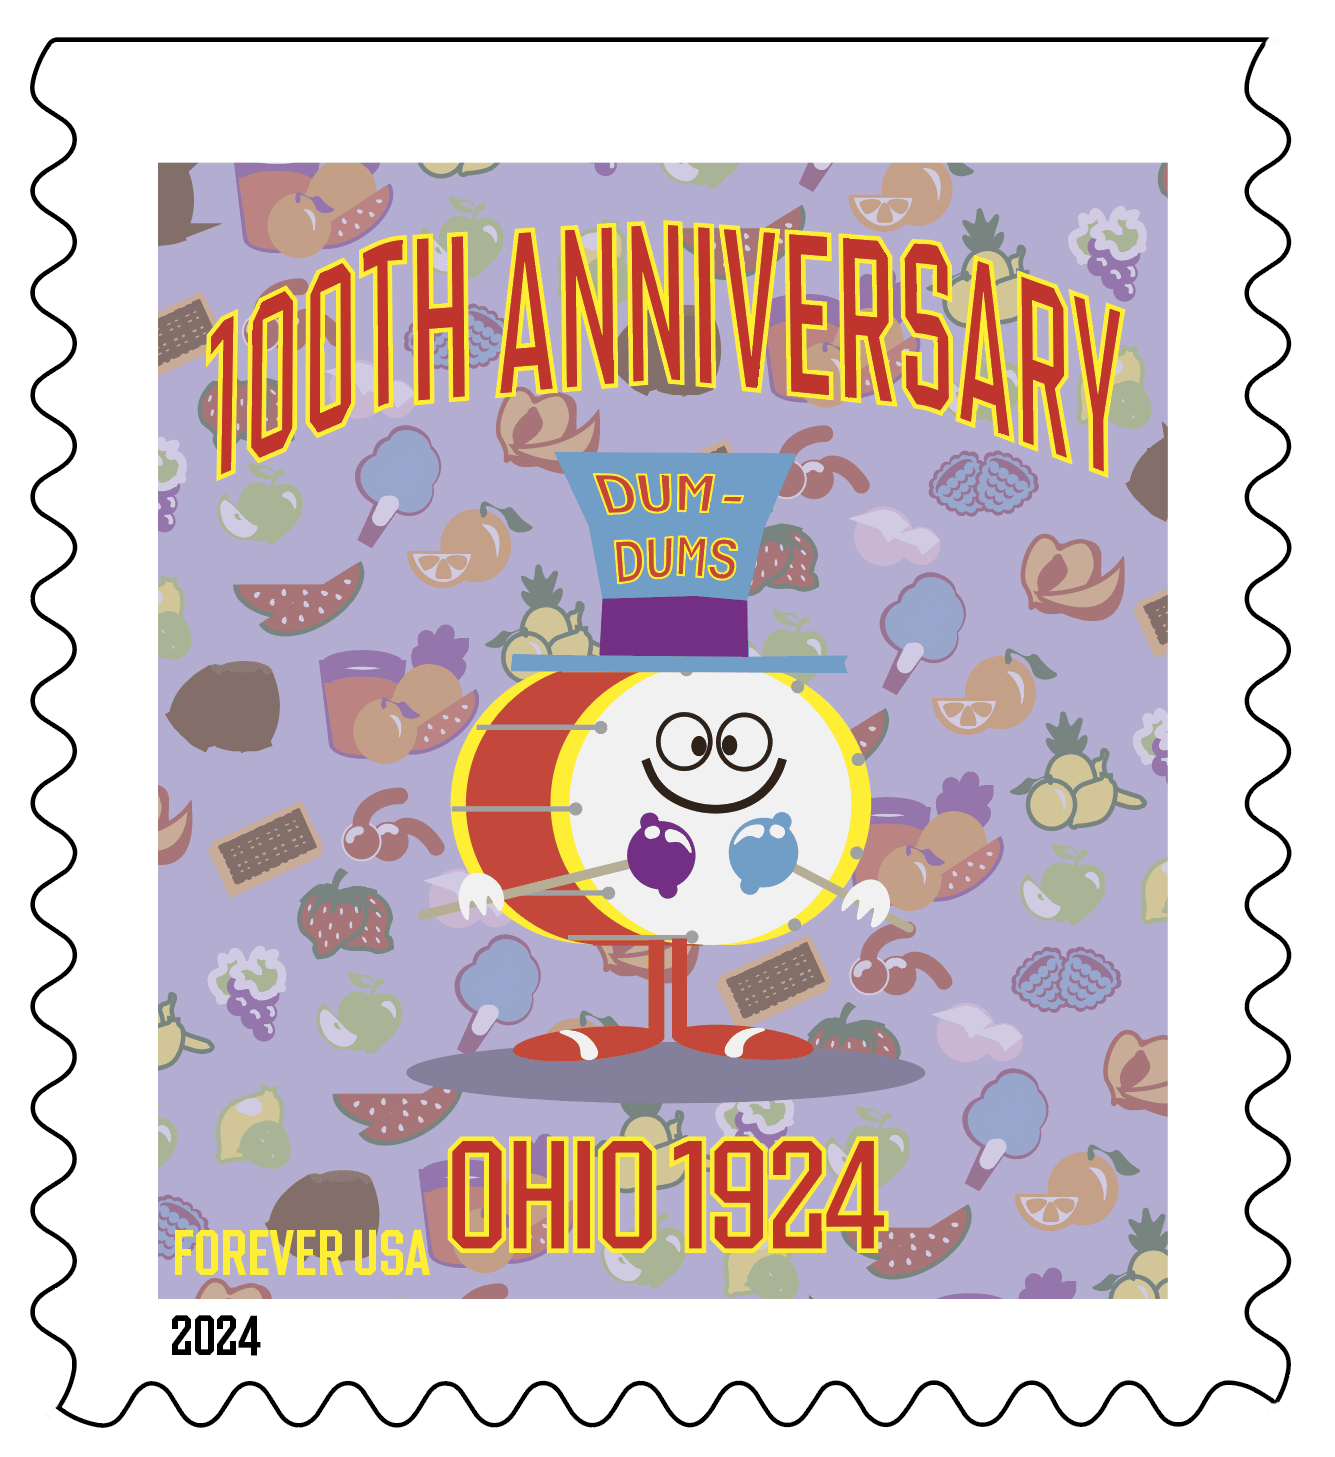 100TH ANNIVERSARY
DUM-
DUMS
OHIO 1924
FOREVER USA
2024